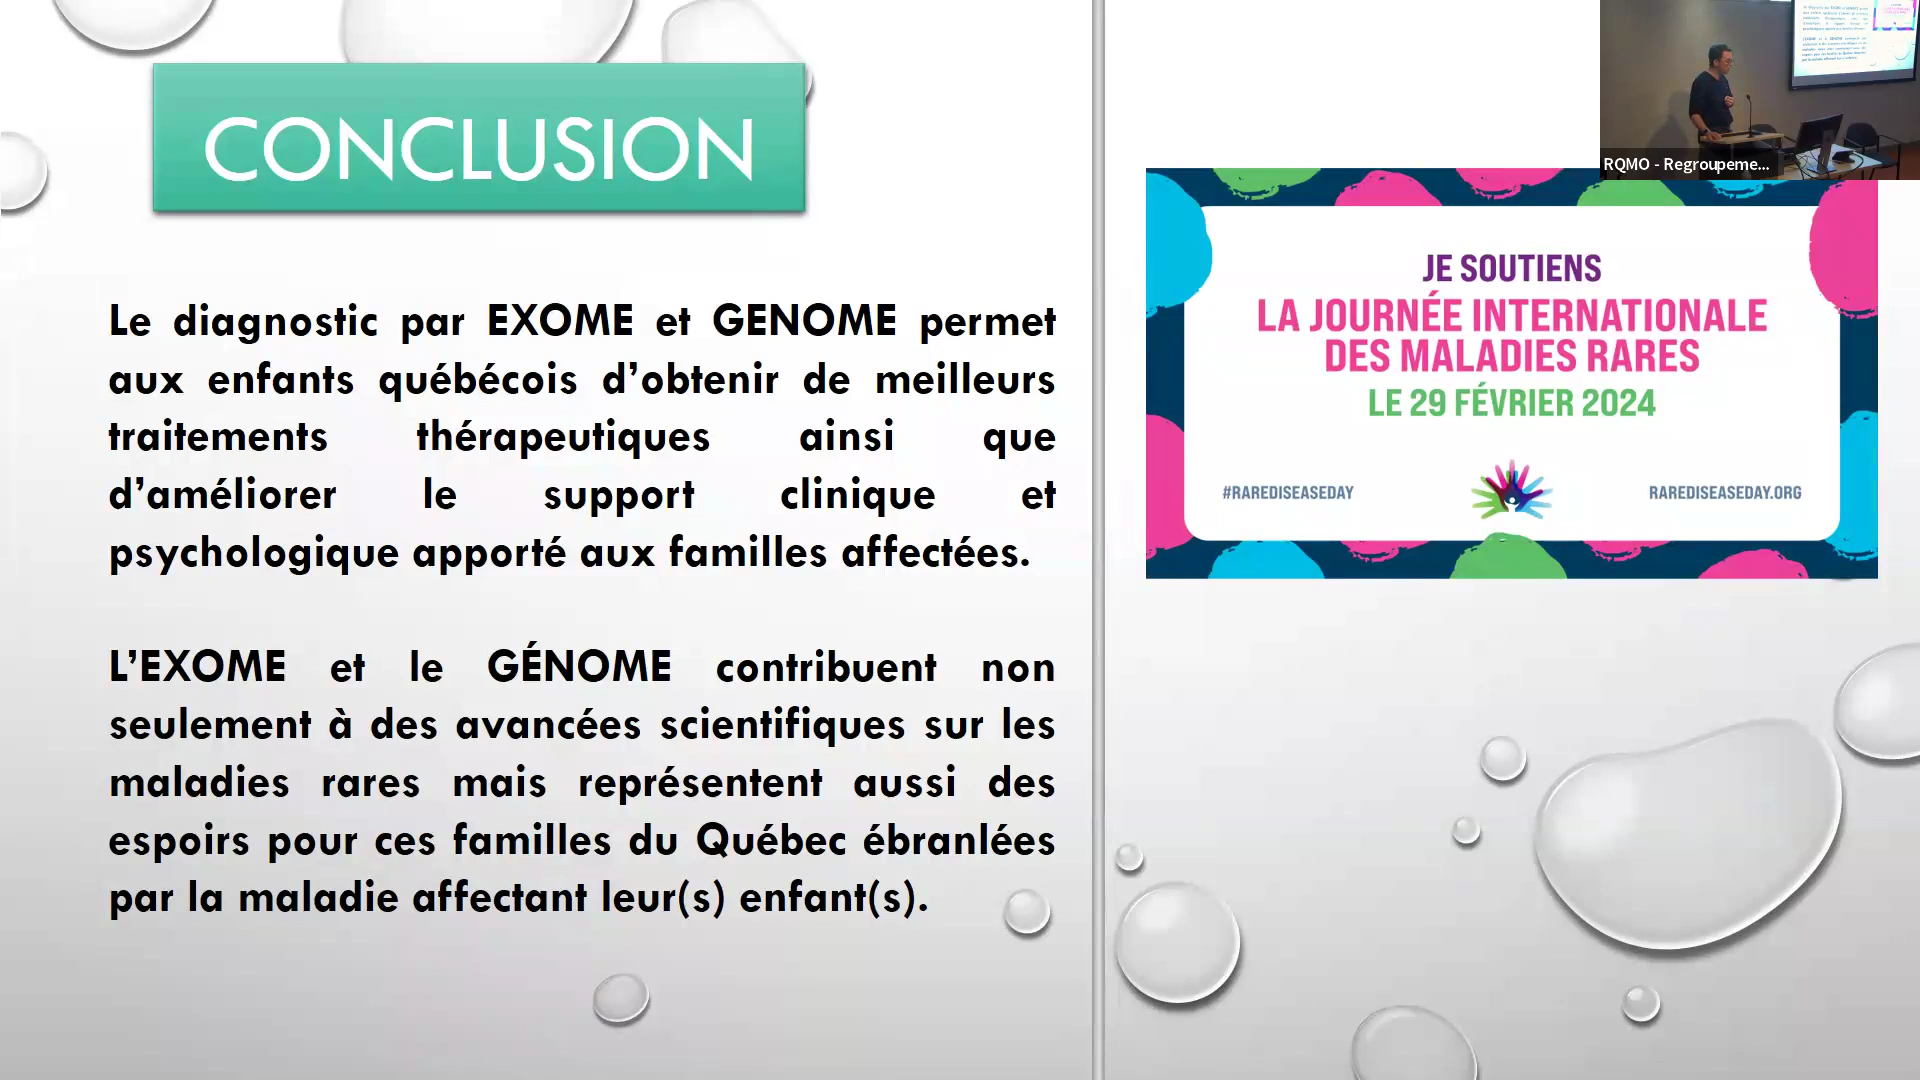 CONCLUSION
Le diagnostic par EXOME et GENOME permet
aux enfants québécois d’obtenir de meilleurs
traitements thérapeutiques ainsi que
d’améliorer le support clinique et
psychologique apporté aux familles affectées.
L’EXOME et le GÉNOME contribuent non
seulement à des avancées scientifiques sur les
maladies rares mais représentent aussi des
espoirs pour ces familles du Québec ébranlées
par la maladie affectant leur(s) enfant(s).
RQMO - Regroupeme...
JE SOUTIENS
LA JOURNÉE INTERNATIONALE
DES MALADIES RARES
LE 29 FÉVRIER 2024
#RAREDISEASEDAY
RAREDISEASEDAY.ORG